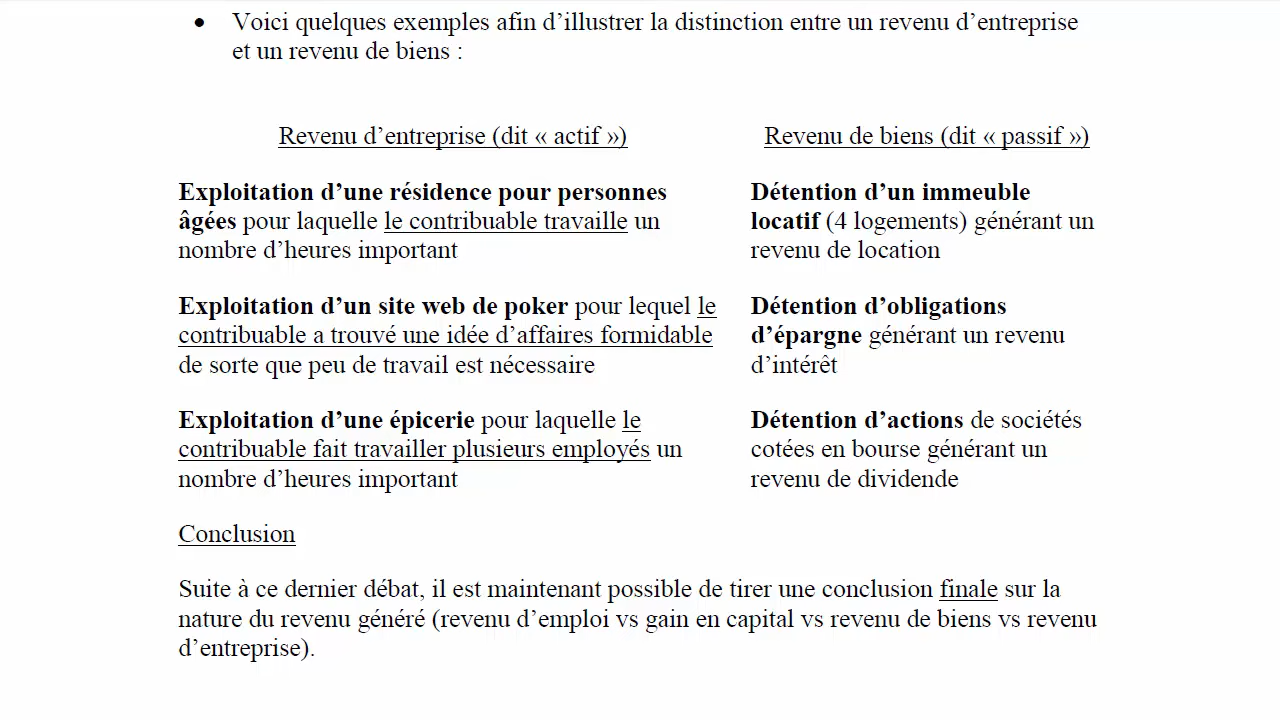 • Voici quelques exemples afin d’illustrer la distinction entre un revenu d’entreprise
et un revenu de biens :
Revenu d’entreprise (dit « actif »)
Revenu de biens (dit « passif »)
Exploitation d’une résidence pour personnes
âgées pour laquelle le contribuable travaille un
nombre d’heures important
Détention d’un immeuble
locatif (4 logements) générant un
revenu de location
Exploitation d’un site web de poker pour lequel le
contribuable a trouvé une idée d’affaires formidable
de sorte que peu de travail est nécessaire
Détention d’obligations
d’épargne générant un revenu
d’intérêt
Exploitation d’une épicerie pour laquelle le
contribuable fait travailler plusieurs employés un
nombre d’heures important
Détention d’actions de sociétés
cotées en bourse générant un
revenu de dividende
Conclusion
Suite à ce dernier débat, il est maintenant possible de tirer une conclusion finale sur la
nature du revenu généré (revenu d’emploi vs gain en capital vs revenu de biens vs revenu
d’entreprise).